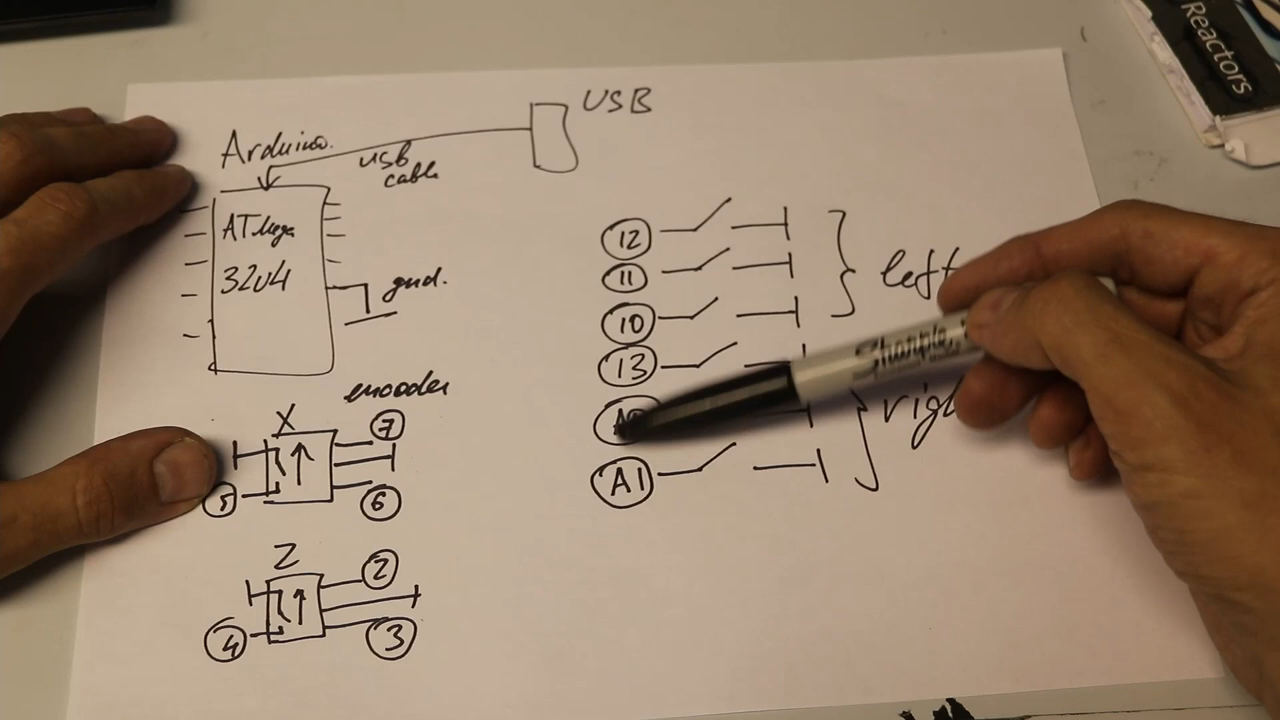 Reactors
USB
Arduino.
usb
cable
ATmega
32U4
gnd.
12
11
10
13
A1
left
encoder
X
7
5
6
Z
2
4
3
Sharpie